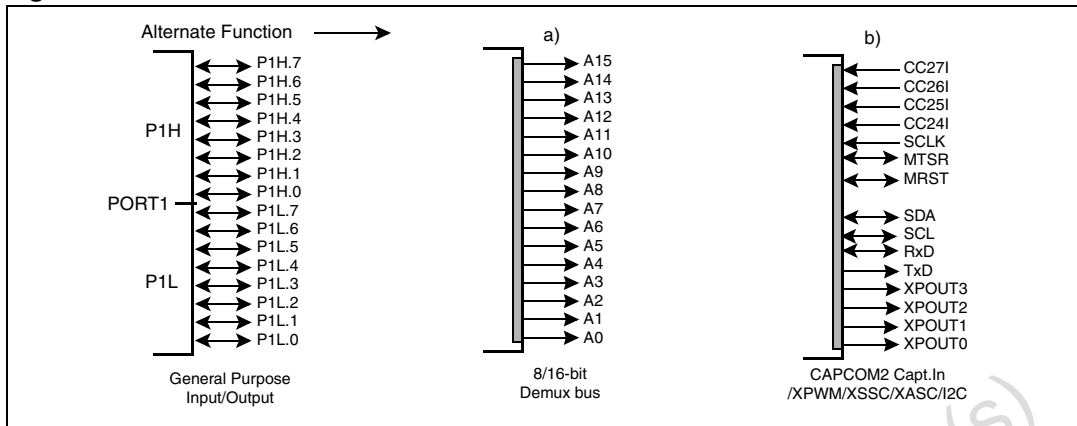 Alternate Function
P1H.7
P1H.6
P1H.5
P1H.4
P1H.3
P1H.2
P1H.1
P1H.0
P1L.7
P1L.6
P1L.5
P1L.4
P1L.3
P1L.2
P1L.1
P1L.0
P1H
PORT1
P1L
General Purpose
Input/Output
a)
A15
A14
A13
A12
A11
A10
A9
A8
A7
A6
A5
A4
A3
A2
A1
A0
8/16-bit
Demux bus
b)
CC27I
CC26I
CC25I
CC24I
SCLK
MTSR
MRST
SDA
SCL
RxD
TxD
XPOUT3
XPOUT2
XPOUT1
XPOUT0
CAPCOM2 Capt.In
/XPWM/XSSC/XASC/I2C